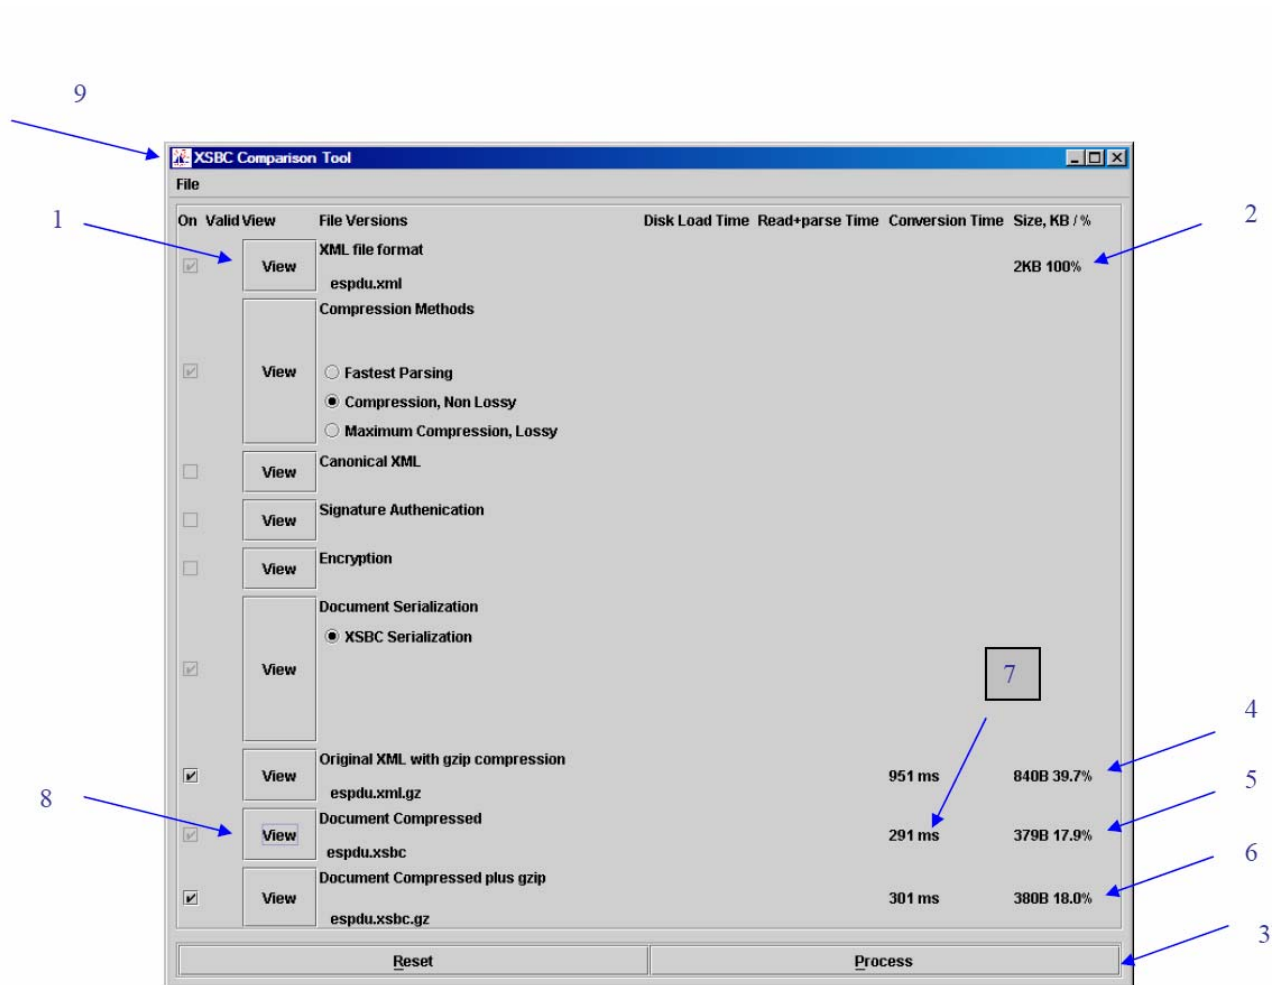 9
XSBC Comparison Tool
File
1
2
On Valid View File Versions Disk Load Time Read+parse Time Conversion Time Size, KB / %
XML file format
View 2KB 100%
espdu.xml
Compression Methods
View Fastest Parsing
Compression, Non Lossy
Maximum Compression, Lossy
Canonical XML
View
Signature Authenication
View
Encryption
View
Document Serialization
XSBC Serialization
View
7
4
Original XML with gzip compression
View 951 ms 840B 39.7%
espdu.xml.gz
5
8
Document Compressed
View 291 ms 379B 17.9%
espdu.xsbc
6
Document Compressed plus gzip
View 301 ms 380B 18.0%
espdu.xsbc.gz
3
Reset Process